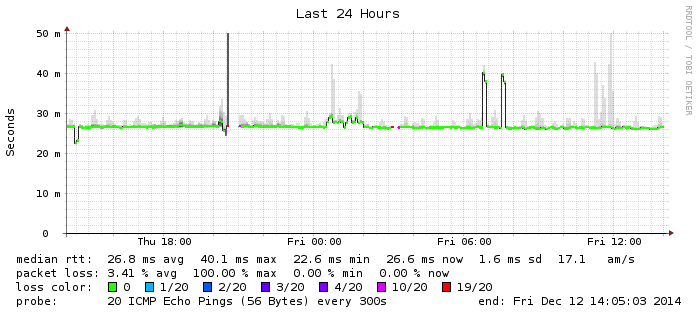 Last 24 Hours
RRDTOOL / TOBI OETIKER
Seconds
50 m
40 m
30 m
20 m
10 m
0
Thu 18:00 Fri 00:00 Fri 06:00 Fri 12:00
median rtt: 26.8 ms avg 40.1 ms max 22.6 ms min 26.6 ms now 1.6 ms sd 17.1 am/s
packet loss: 3.41 % avg 100.00 % max 0.00 % min 0.00 % now
loss color: 0 1/20 2/20 3/20 4/20 10/20 19/20
probe: 20 ICMP Echo Pings (56 Bytes) every 300s end: Fri Dec 12 14:05:03 2014